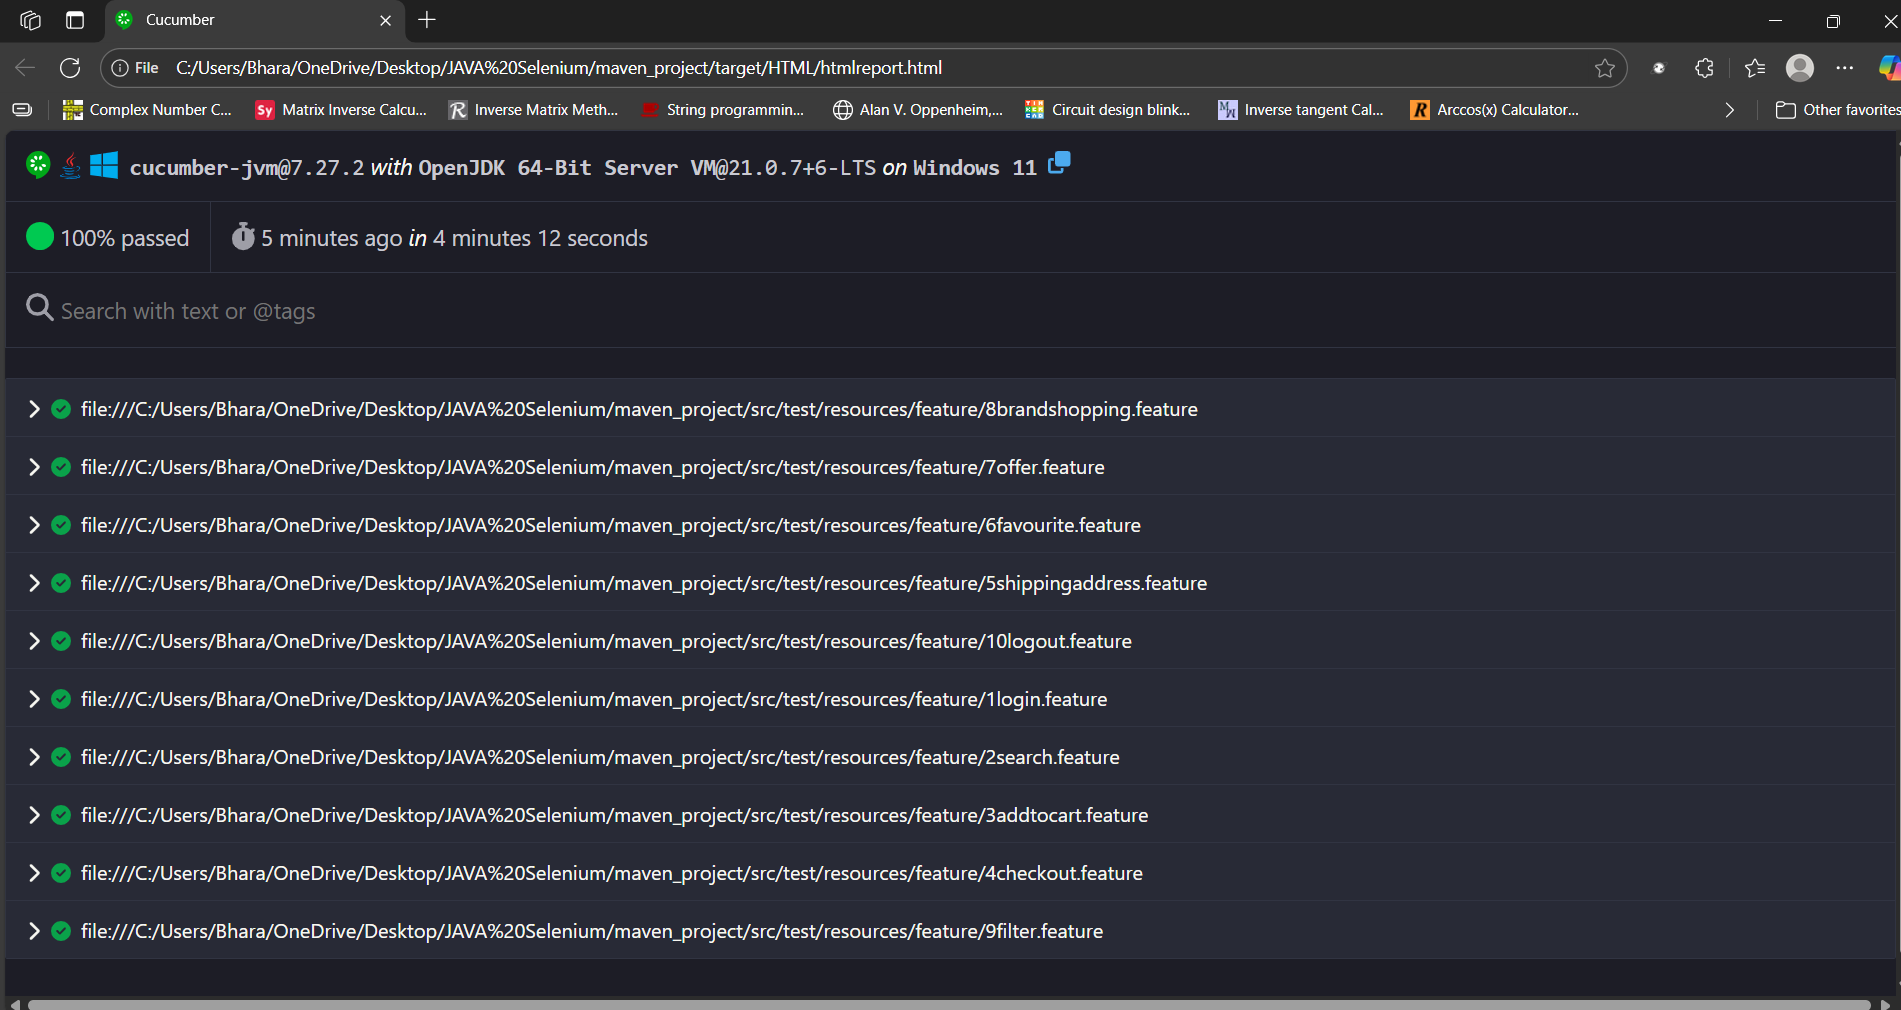 Cucumber
File C:/Users/Bhara/OneDrive/Desktop/JAVA%20Selenium/maven_project/target/HTML/htmlreport.html
Complex Number C... Sy Matrix Inverse Calcu... R Inverse Matrix Meth... String programmin... Alan V. Oppenheim,... Circuit design blink... Inverse tangent Cal... R Arccos(x) Calculator... Other favorites
cucumber-jvm@7.27.2 with OpenJDK 64-Bit Server VM@21.0.7+6-LTS on Windows 11
100% passed 5 minutes ago in 4 minutes 12 seconds
Search with text or @tags
file:///C:/Users/Bhara/OneDrive/Desktop/JAVA%20Selenium/maven_project/src/test/resources/feature/8brandshopping.feature
file:///C:/Users/Bhara/OneDrive/Desktop/JAVA%20Selenium/maven_project/src/test/resources/feature/7offer.feature
file:///C:/Users/Bhara/OneDrive/Desktop/JAVA%20Selenium/maven_project/src/test/resources/feature/6favourite.feature
file:///C:/Users/Bhara/OneDrive/Desktop/JAVA%20Selenium/maven_project/src/test/resources/feature/5shippingaddress.feature
file:///C:/Users/Bhara/OneDrive/Desktop/JAVA%20Selenium/maven_project/src/test/resources/feature/10logout.feature
file:///C:/Users/Bhara/OneDrive/Desktop/JAVA%20Selenium/maven_project/src/test/resources/feature/1login.feature
file:///C:/Users/Bhara/OneDrive/Desktop/JAVA%20Selenium/maven_project/src/test/resources/feature/2search.feature
file:///C:/Users/Bhara/OneDrive/Desktop/JAVA%20Selenium/maven_project/src/test/resources/feature/3addtocart.feature
file:///C:/Users/Bhara/OneDrive/Desktop/JAVA%20Selenium/maven_project/src/test/resources/feature/4checkout.feature
file:///C:/Users/Bhara/OneDrive/Desktop/JAVA%20Selenium/maven_project/src/test/resources/feature/9filter.feature